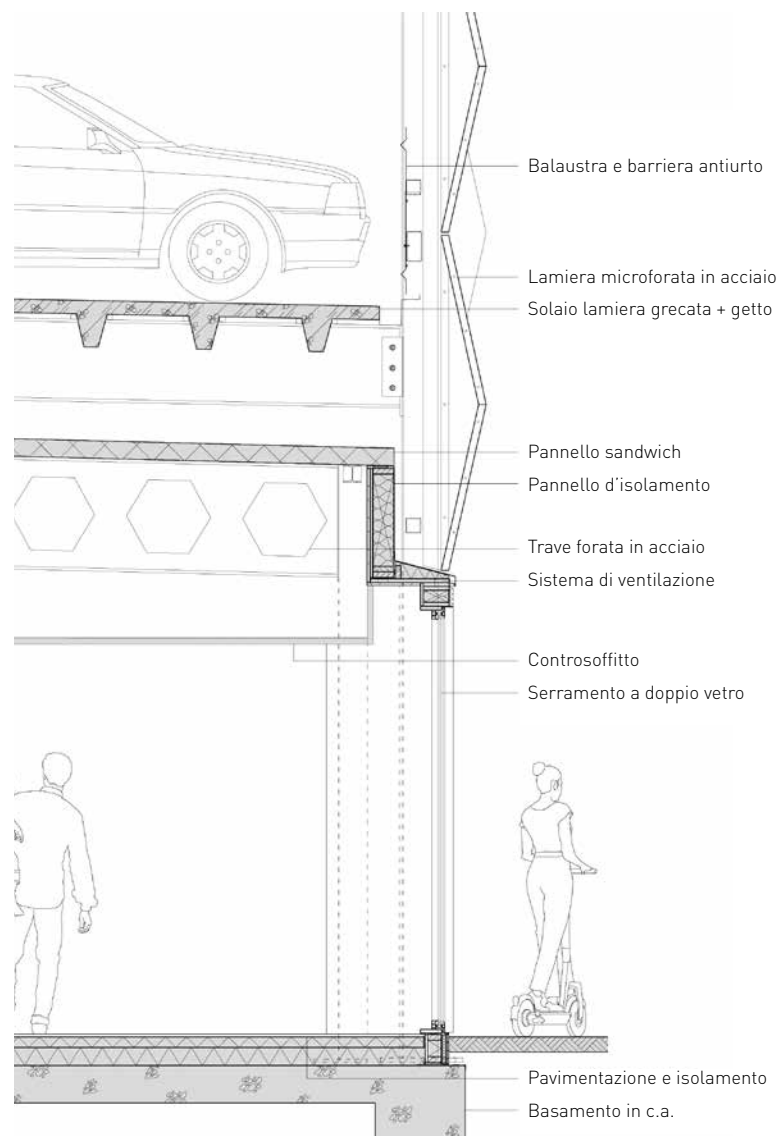 Balaustra e barriera antiurto
Lamiera microforata in acciaio
Solaio lamiera grecata + getto
Pannello sandwich
Pannello d'isolamento
Trave forata in acciaio
Sistema di ventilazione
Controsoffitto
Serramento a doppio vetro
Pavimentazione e isolamento
Basamento in c.a.